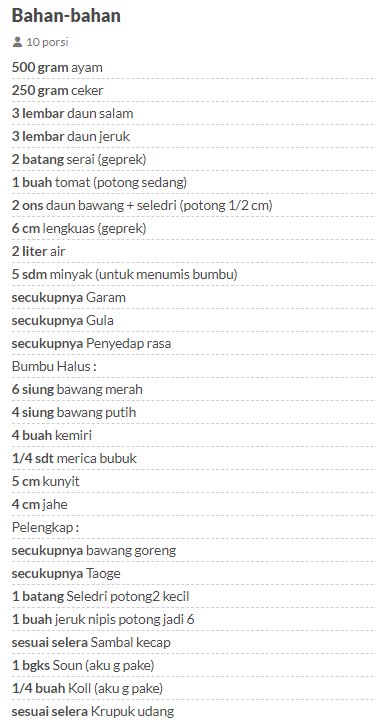 Bahan-bahan
10 porsi
500 gram ayam
250 gram ceker
3 lembar daun salam
3 lembar daun jeruk
2 batang serai (geprek)
1 buah tomat (potong sedang)
2 ons daun bawang + seledri (potong 1/2 cm)
6 cm lengkuas (geprek)
2 liter air
5 sdm minyak (untuk menumis bumbu)
secukupnya Garam
secukupnya Gula
secukupnya Penyedap rasa
Bumbu Halus :
6 siung bawang merah
4 siung bawang putih
4 buah kemiri
1/4 sdt merica bubuk
5 cm kunyit
4 cm jahe
Pelengkap :
secukupnya bawang goreng
secukupnya Taoge
1 batang Seledri potong2 kecil
1 buah jeruk nipis potong jadi 6
sesuai selera Sambal kecap
1 bgks Soun (aku g pake)
1/4 buah Koll (aku g pake)
sesuai selera Krupuk udang